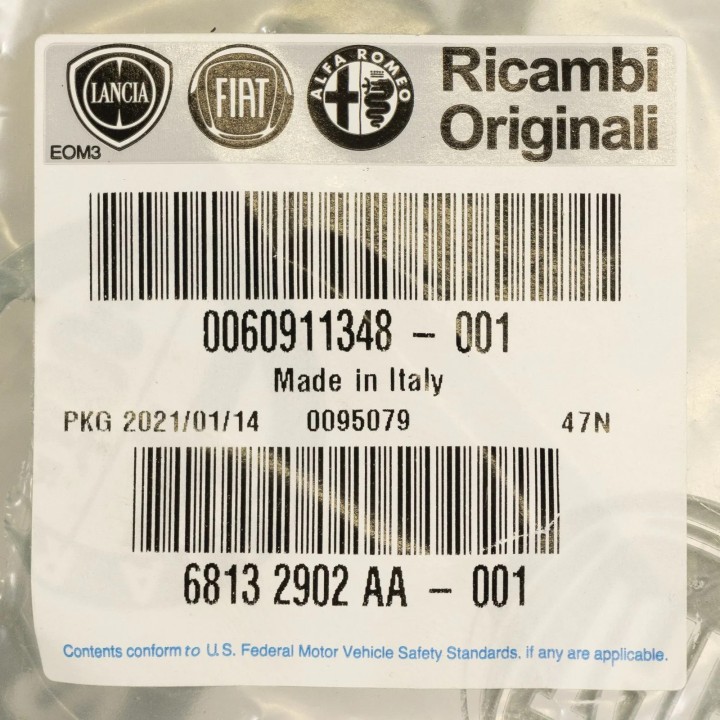 LANCIA
FIAT
ALFA ROMEO
Ricambi
Originali
EOM3
0060911348 - 001
Made in Italy
PKG 2021/01/14 0095079 47N
6813 2902 AA - 001
Contents conform to U.S. Federal Motor Vehicle Safety Standards. if any are applicable.